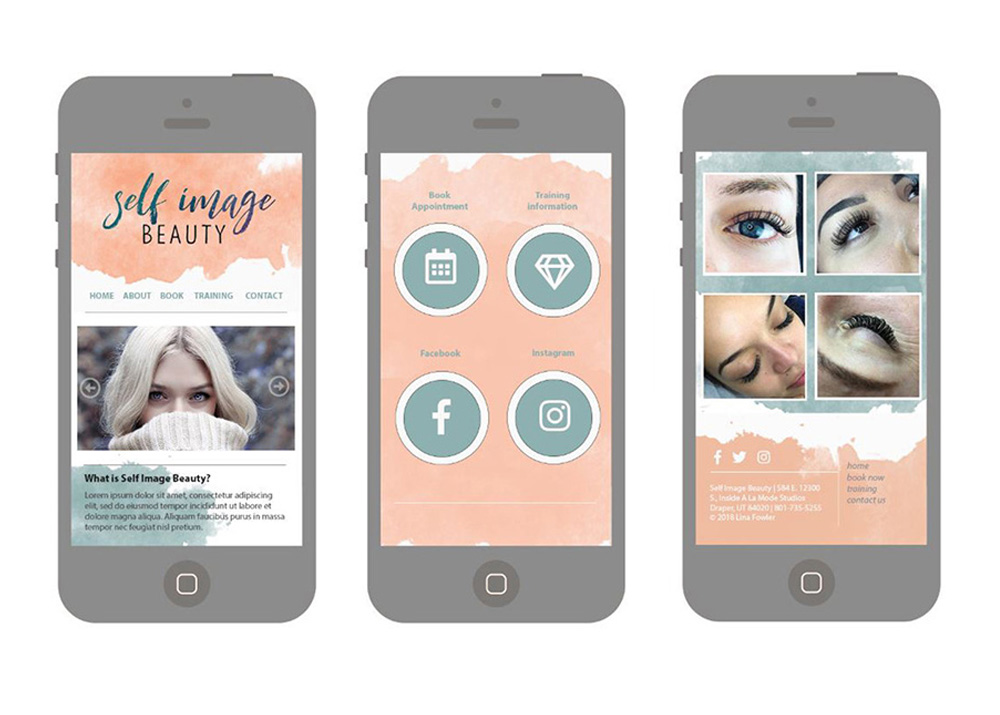 self image
BEAUTY
HOME ABOUT BOOK TRAINING CONTACT
What is Self Image Beauty?
Lorem ipsum dolor sit amet, consectetur adipiscing
elit, sed do eiusmod tempor incididunt ut labore et
dolore magna aliqua. Aliquam faucibus purus in massa
tempor nec feugiat nisl pretium.
Book
Appointment
Training
information
Facebook
Instagram
Self Image Beauty | 584 E. 12300
S., Inside A La Mode Studios
Draper, UT 84020 | 801-735-5255
© 2018 Lina Fowler
home
book now
training
contact us